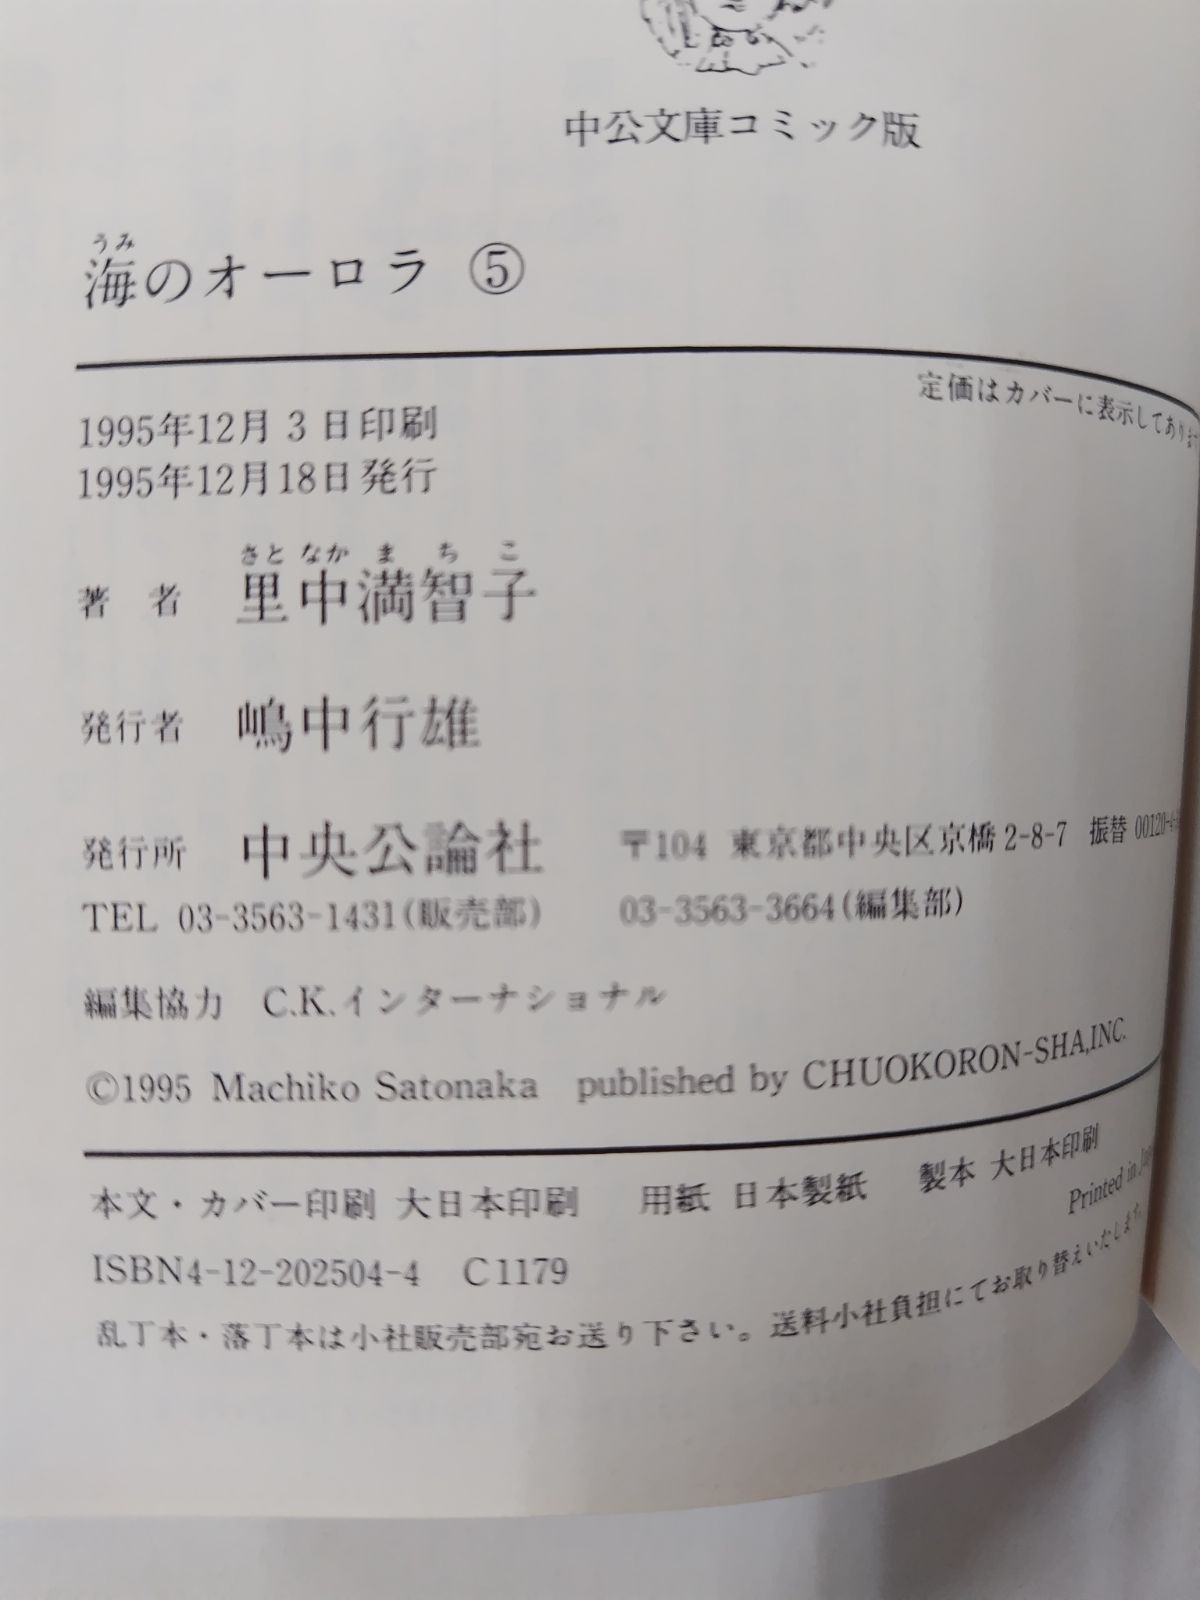 中公文庫コミック版
うみ
海のオーロラ ⑤
定価はカバーに表示してあります
1995年12月3日印刷
1995年12月18日発行
さとなかまちこ
著者 里中満智子
発行者 嶋中行雄
発行所 中央公論社 〒104 東京都中央区京橋2-8-7 振替 00120-4-
TEL 03-3563-1431(販売部) 03-3563-3664(編集部)
編集協力 C.K.インターナショナル
©1995 Machiko Satonaka published by CHUOKORON-SHA,INC.
本文・カバー印刷 大日本印刷 用紙 日本製紙 製本 大日本印刷
Printed in
ISBN4-12-202504-4 C1179
乱丁本・落丁本は小社販売部宛お送り下さい。送料小社負担にてお取り替えいたします。